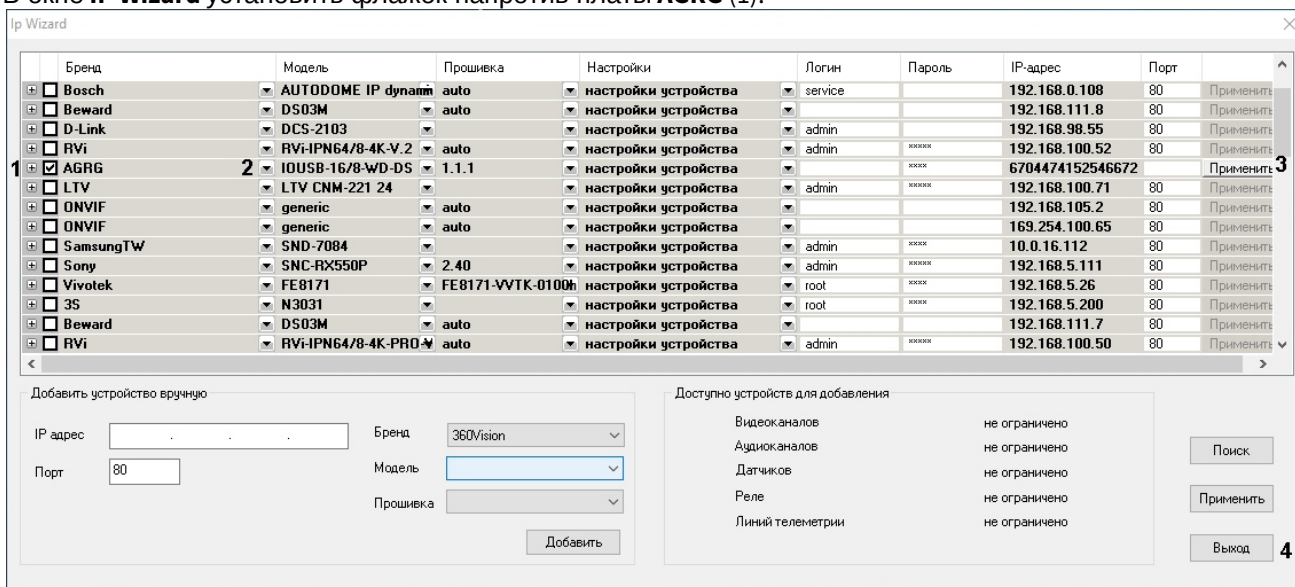 В окне Ip Wizard установить флажок напротив платы AGRG (1).
Ip Wizard
Бренд Модель Прошивка Настройки Логин Пароль IP-адрес Порт
Bosch AUTODOME IP dynami auto настройки устройства service 192.168.0.108 80 Применить
Beward DS03M auto настройки устройства 192.168.111.8 80 Применить
D-Link DCS-2103 настройки устройства admin 192.168.98.55 80 Применить
RVi RVi-IPN64/8-4K-V.2 auto настройки устройства admin ***** 192.168.100.52 80 Применить
1 AGRG 2 IOUSB-16/8-WD-DS 1.1.1 настройки устройства **** 6704474152546672 Применить 3
LTV LTV CNM-221 24 настройки устройства admin ***** 192.168.100.71 80 Применить
ONVIF generic auto настройки устройства 192.168.105.2 80 Применить
ONVIF generic auto настройки устройства 169.254.100.65 80 Применить
SamsungTW SND-7084 настройки устройства admin **** 10.0.16.112 80 Применить
Sony SNC-RX550P 2.40 настройки устройства admin ***** 192.168.5.111 80 Применить
Vivotek FE8171 FE8171-VVTK-0100h настройки устройства root **** 192.168.5.26 80 Применить
3S N3031 настройки устройства root **** 192.168.5.200 80 Применить
Beward DS03M auto настройки устройства 192.168.111.7 80 Применить
RVi RVi-IPN64/8-4K-PRO-V auto настройки устройства admin ***** 192.168.100.50 80 Применить
Добавить устройство вручную
IP адрес . . . Бренд 360Vision
Порт 80 Модель
Прошивка
Добавить
Доступно устройств для добавления
Видеоканалов не ограничено
Аудиоканалов не ограничено
Датчиков не ограничено
Реле не ограничено
Линий телеметрии не ограничено
Поиск
Применить
Выход 4